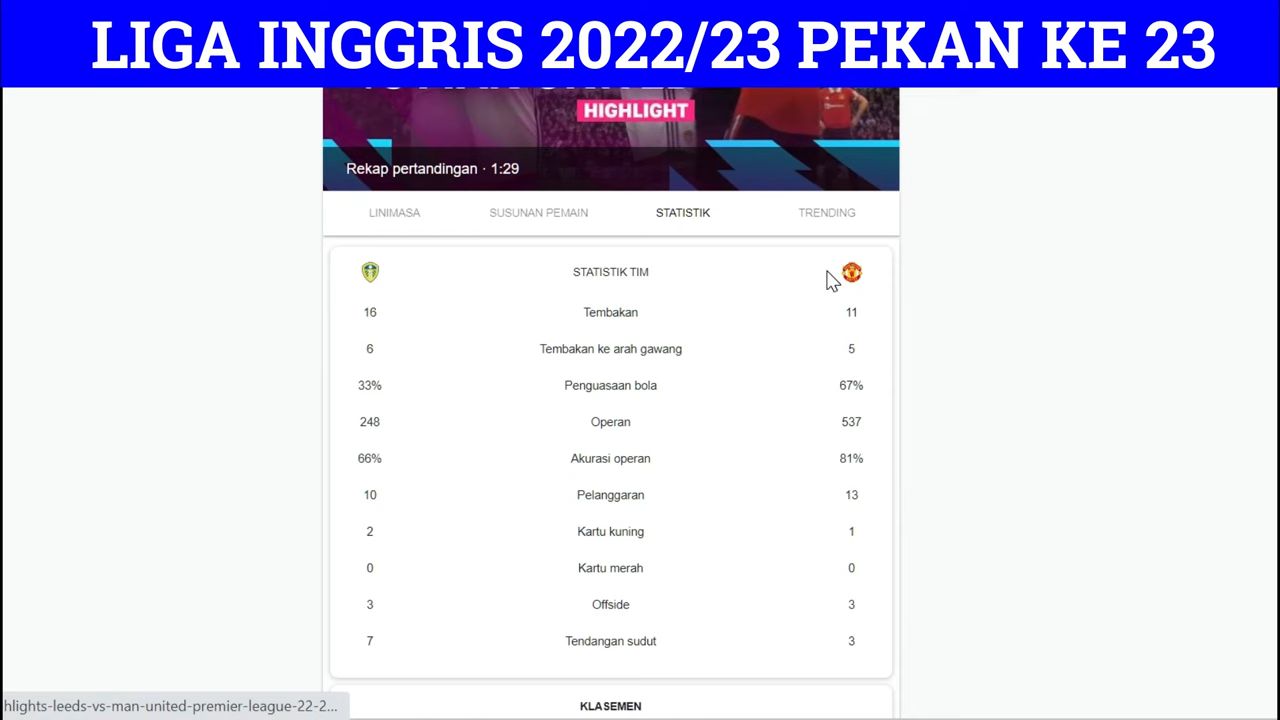 LIGA INGGRIS 2022/23 PEKAN KE 23
HIGHLIGHT
Rekap pertandingan · 1:29
LINIMASA SUSUNAN PEMAIN STATISTIK TRENDING
STATISTIK TIM
16 Tembakan 11
6 Tembakan ke arah gawang 5
33% Penguasaan bola 67%
248 Operan 537
66% Akurasi operan 81%
10 Pelanggaran 13
2 Kartu kuning 1
0 Kartu merah 0
3 Offside 3
7 Tendangan sudut 3
KLASEMEN
hlights-leeds-vs-man-united-premier-league-22-2...